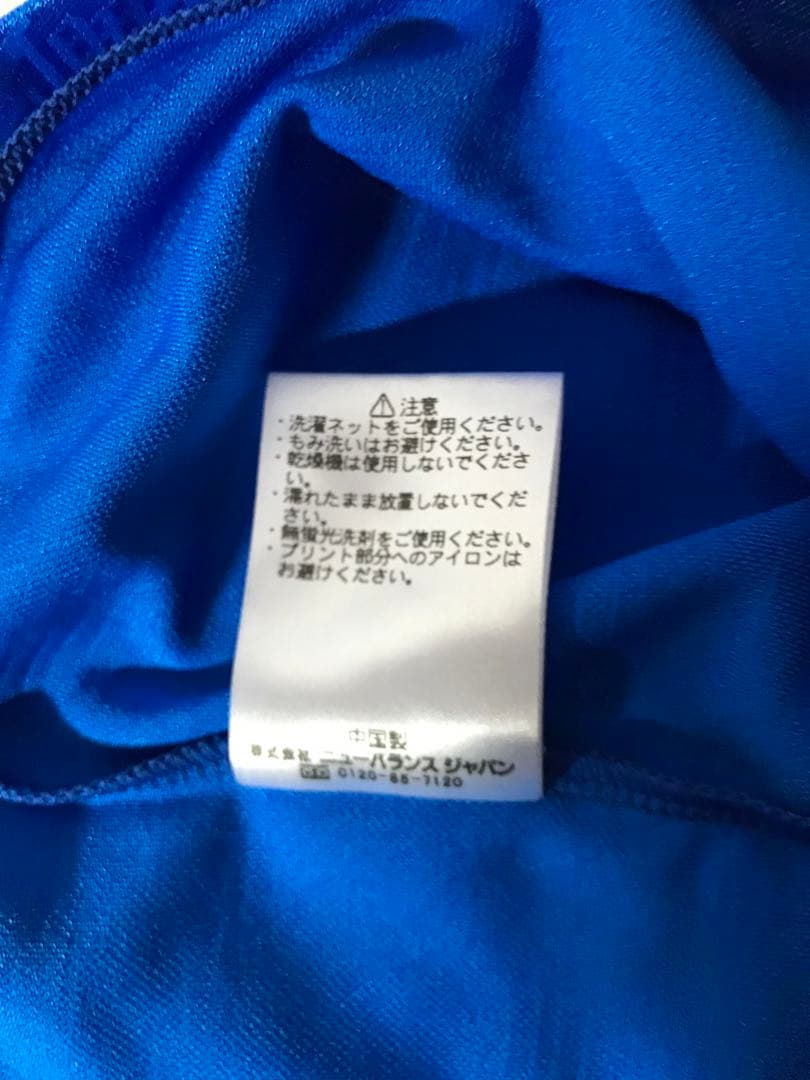 ⚠ 注意
・洗濯ネットをご使用ください。
・もみ洗いはお避けください。
・乾燥機は使用しないでくださ
い。
・濡れたまま放置しないでくだ
さい。
・無蛍光洗剤をご使用ください。
・プリント部分へのアイロンは
お避けください。
中国製
株式会社 ニューバランス ジャパン
0120-85-7120